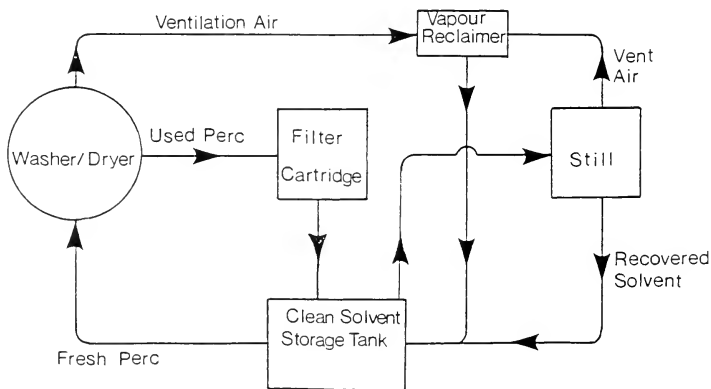 Ventilation Air
Vapour
Reclaimer
Vent
Air
Washer/Dryer
Used Perc
Filter
Cartridge
Still
Recovered
Solvent
Clean Solvent
Storage Tank
Fresh Perc